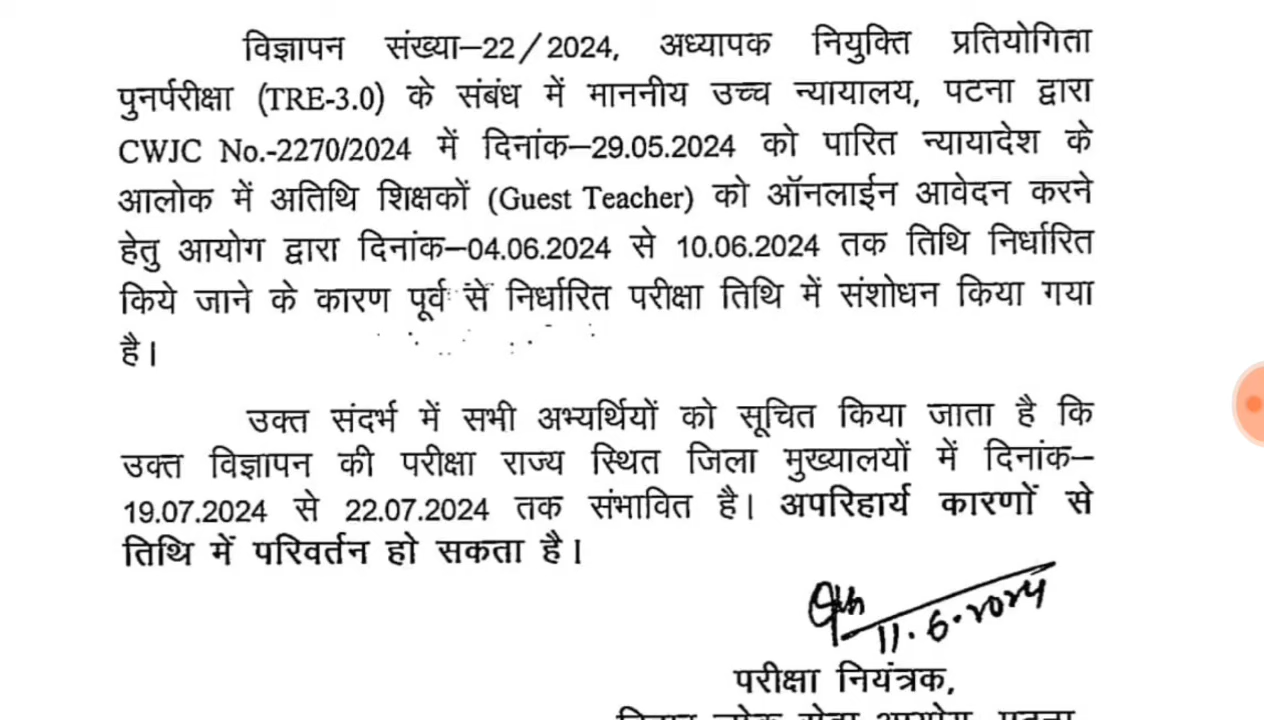 विज्ञापन संख्या–22/2024, अध्यापक नियुक्ति प्रतियोगिता
पुनर्परीक्षा (TRE-3.0) के संबंध में माननीय उच्च न्यायालय, पटना द्वारा
CWJC No.-2270/2024 में दिनांक–29.05.2024 को पारित न्यायादेश के
आलोक में अतिथि शिक्षकों (Guest Teacher) को ऑनलाईन आवेदन करने
हेतु आयोग द्वारा दिनांक–04.06.2024 से 10.06.2024 तक तिथि निर्धारित
किये जाने के कारण पूर्व से निर्धारित परीक्षा तिथि में संशोधन किया गया
है।
उक्त संदर्भ में सभी अभ्यर्थियों को सूचित किया जाता है कि
उक्त विज्ञापन की परीक्षा राज्य स्थित जिला मुख्यालयों में दिनांक–
19.07.2024 से 22.07.2024 तक संभावित है। अपरिहार्य कारणों से
तिथि में परिवर्तन हो सकता है।
11.6.2024
परीक्षा नियंत्रक,
बिहार लोक सेवा आयोग, पटना